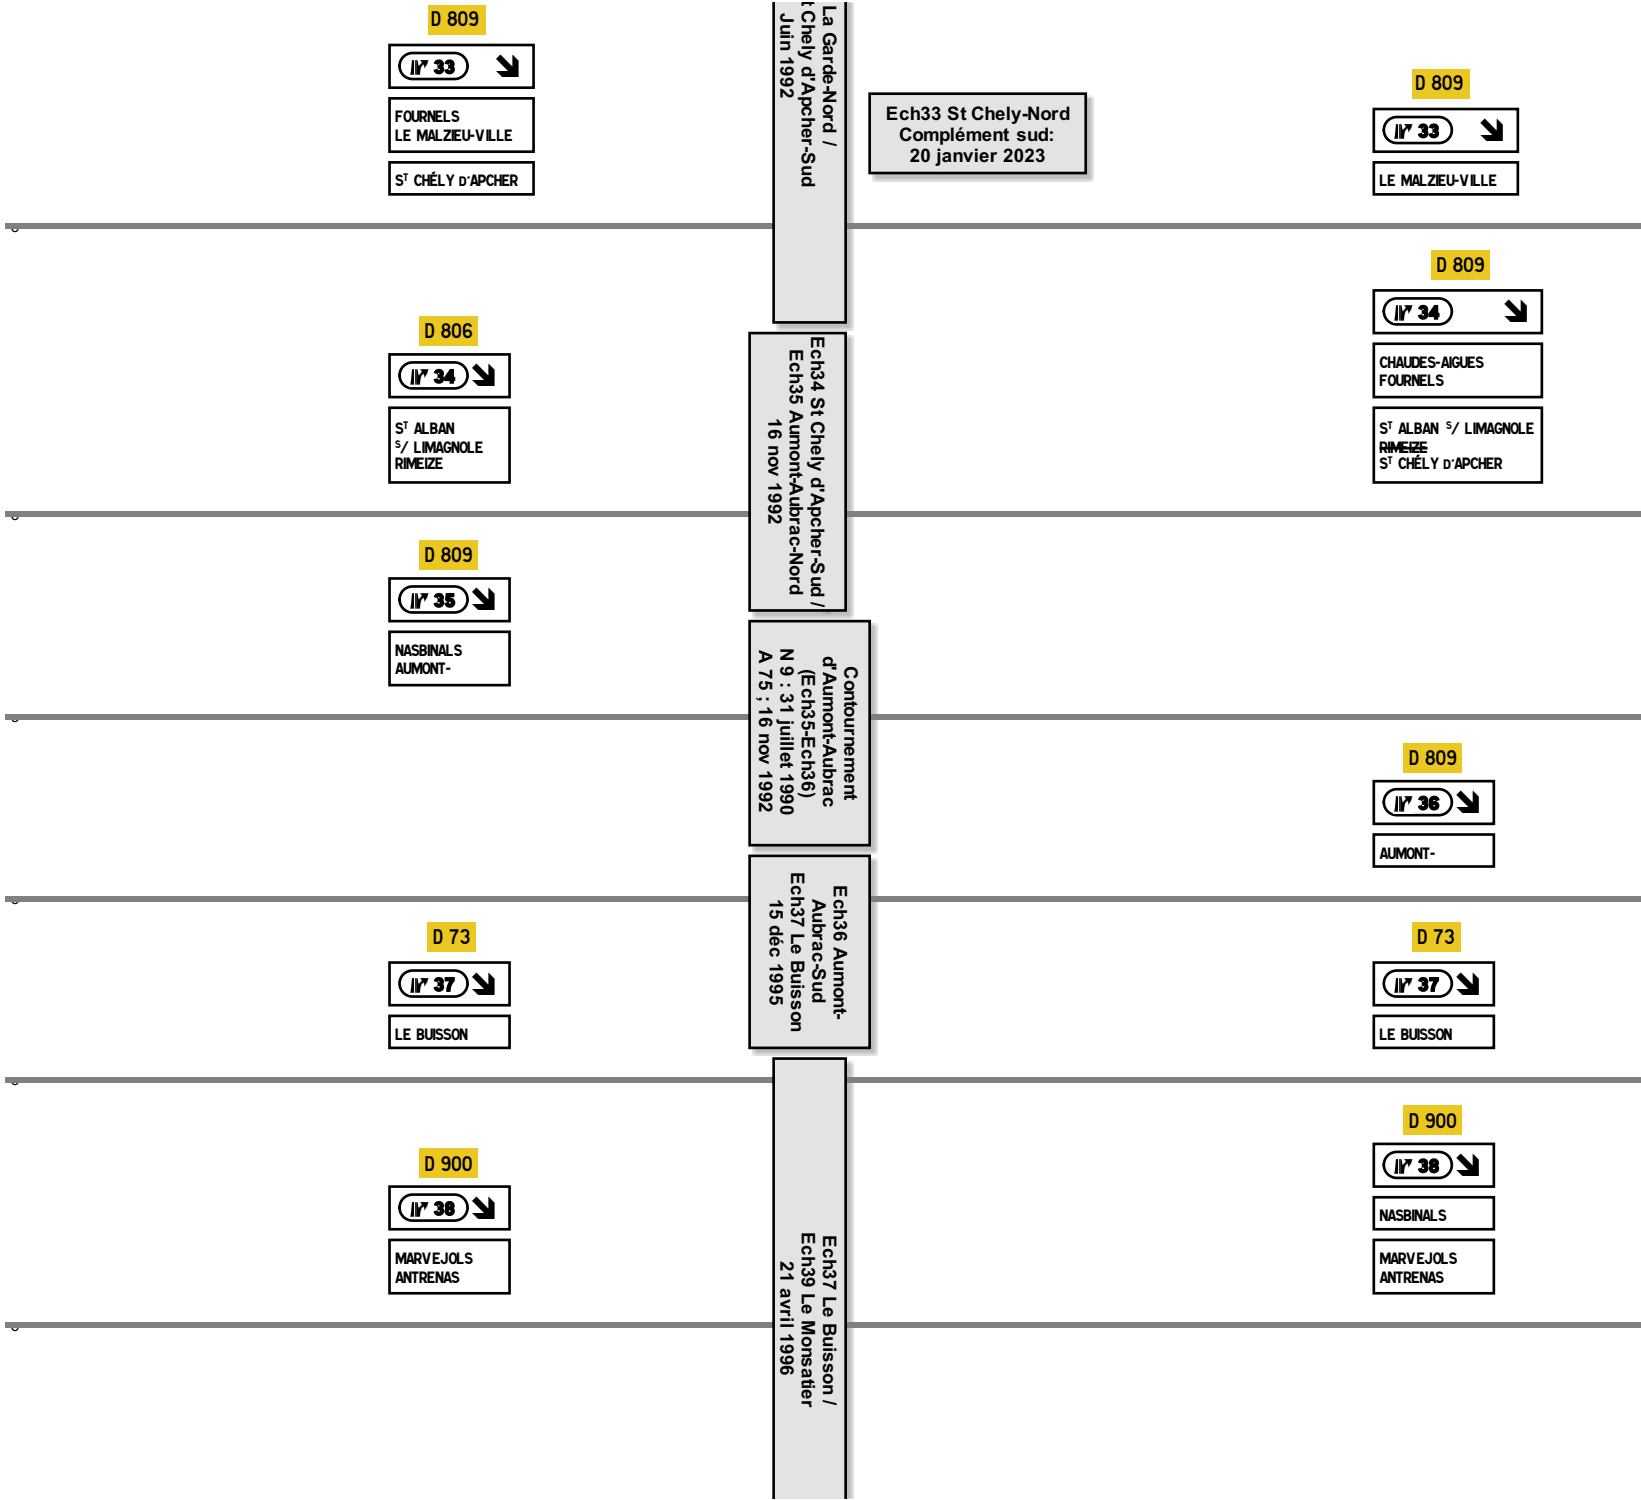 D 809
33
FOURNELS
LE MALZIEU-VILLE
Sᵀ CHÉLY D'APCHER
La Garde-Nord /
t Chely d'Apcher-Sud
Juin 1992
Ech33 St Chely-Nord
Complément sud:
20 janvier 2023
D 809
33
LE MALZIEU-VILLE
D 806
34
Sᵀ ALBAN
ˢ/ LIMAGNOLE
RIMEIZE
Ech34 St Chely d'Apcher-Sud /
Ech35 Aumont-Aubrac-Nord
16 nov 1992
D 809
34
CHAUDES-AIGUES
FOURNELS
Sᵀ ALBAN ˢ/ LIMAGNOLE
RIMEIZE
Sᵀ CHÉLY D'APCHER
D 809
35
NASBINALS
AUMONT-
Contournement
d'Aumont-Aubrac
(Ech35-Ech36)
N 9 : 31 juillet 1990
A 75 ; 16 nov 1992
D 809
36
AUMONT-
Ech36 Aumont-
Aubrac-Sud
Ech37 Le Buisson
15 déc 1995
D 73
37
LE BUISSON
D 73
37
LE BUISSON
D 900
38
MARVEJOLS
ANTRENAS
Ech37 Le Buisson /
Ech39 Le Monsatier
21 avril 1996
D 900
38
NASBINALS
MARVEJOLS
ANTRENAS